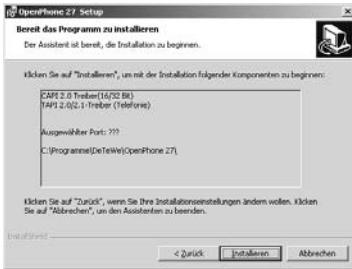 OpenPhone 27 Setup
Bereit das Programm zu installieren
Der Assistent ist bereit, die Installation zu beginnen.
Klicken Sie auf "Installieren", um mit der Installation folgender Komponenten zu beginnen:
CAPI 2.0 Treiber(16/32 Bit)
TAPI 2.0/2.1-Treiber (Telefonie)
Ausgewählter Port: ???
C:\Programme\DeTeWe\OpenPhone 27\
Klicken Sie auf "Zurück", wenn Sie Ihre Installationseinstellungen ändern wollen. Klicken
Sie auf "Abbrechen", um den Assistenten zu beenden.
InstallShield
< Zurück
Installieren
Abbrechen